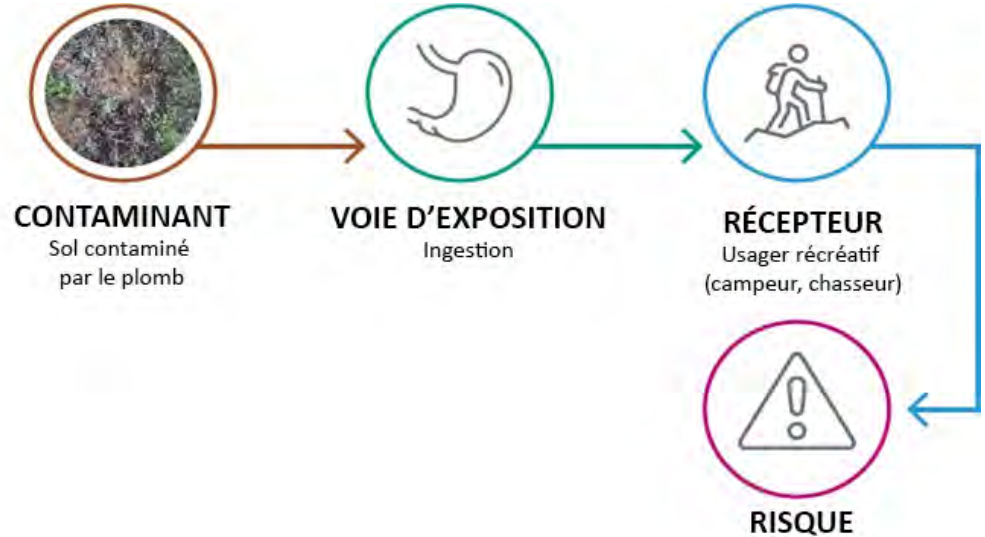 CONTAMINANT
Sol contaminé
par le plomb
VOIE D’EXPOSITION
Ingestion
RÉCEPTEUR
Usager récréatif
(campeur, chasseur)
RISQUE